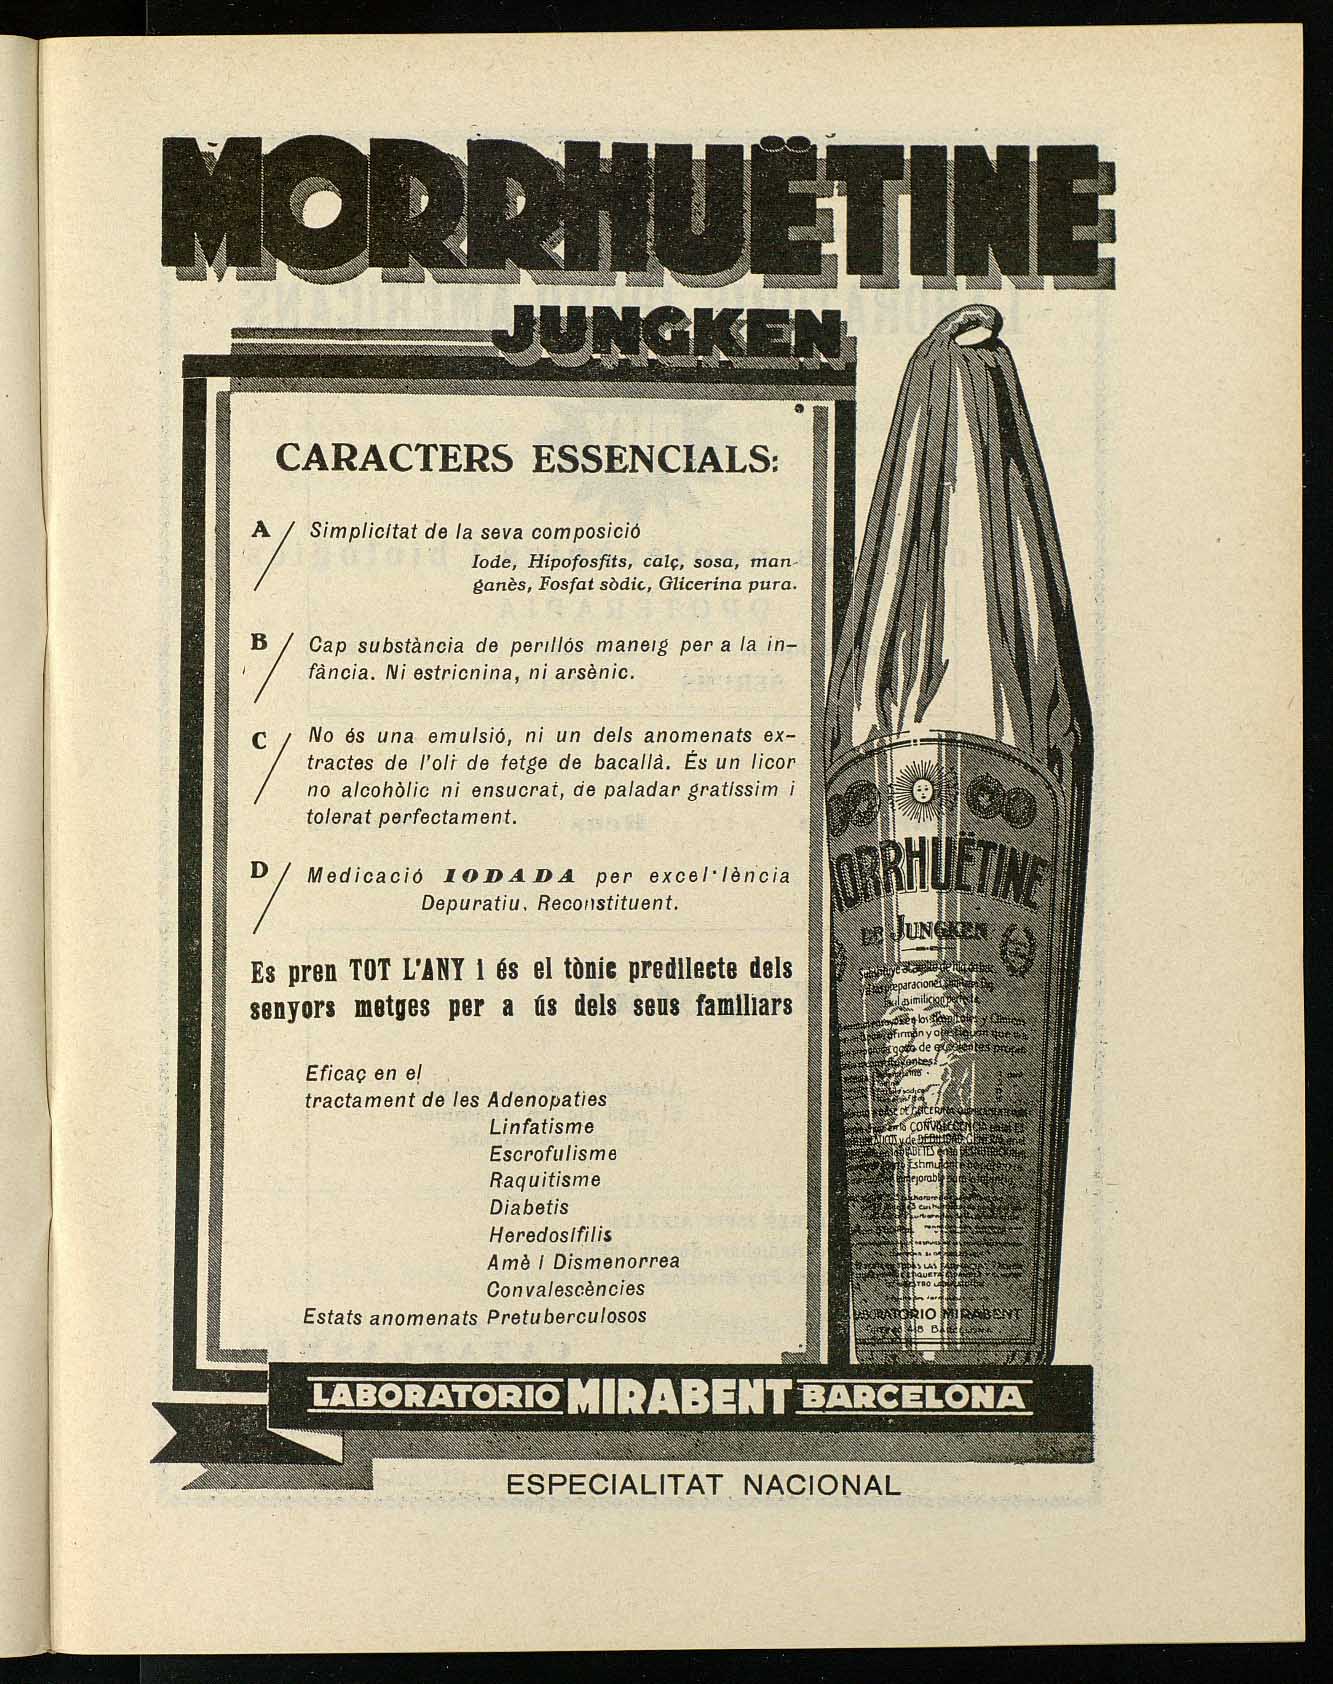 MORRHUËTINE
JUNGKEN
CARACTERS ESSENCIALS:
A / Simplicitat de la seva composició
Iode, Hipofosfits, calç, sosa, man-
ganès, Fosfat sòdic, Glicerina pura.
B / Cap substància de perillós maneig per a la in-
fància. Ni estricnina, ni arsènic.
C / No és una emulsió, ni un dels anomenats ex-
tractes de l'oli de fetge de bacallà. És un licor
no alcohòlic ni ensucrat, de paladar gratíssim i
tolerat perfectament.
D / Medicació IODADA per excel·lència
Depuratiu. Reconstituent.
Es pren TOT L'ANY i és el tònic predilecte dels
senyors metges per a ús dels seus familiars
Eficaç en el
tractament de les Adenopaties
Linfatisme
Escrofulisme
Raquitisme
Diabetis
Heredosífilis
Amè i Dismenorrea
Convalescències
Estats anomenats Pretuberculosos
MORRHUËTINE
DE JUNGKEN
CONVALECENCIA
LABORATORIO MIRABENT
BARCELONA
LABORATORIO MIRABENT BARCELONA
ESPECIALITAT NACIONAL